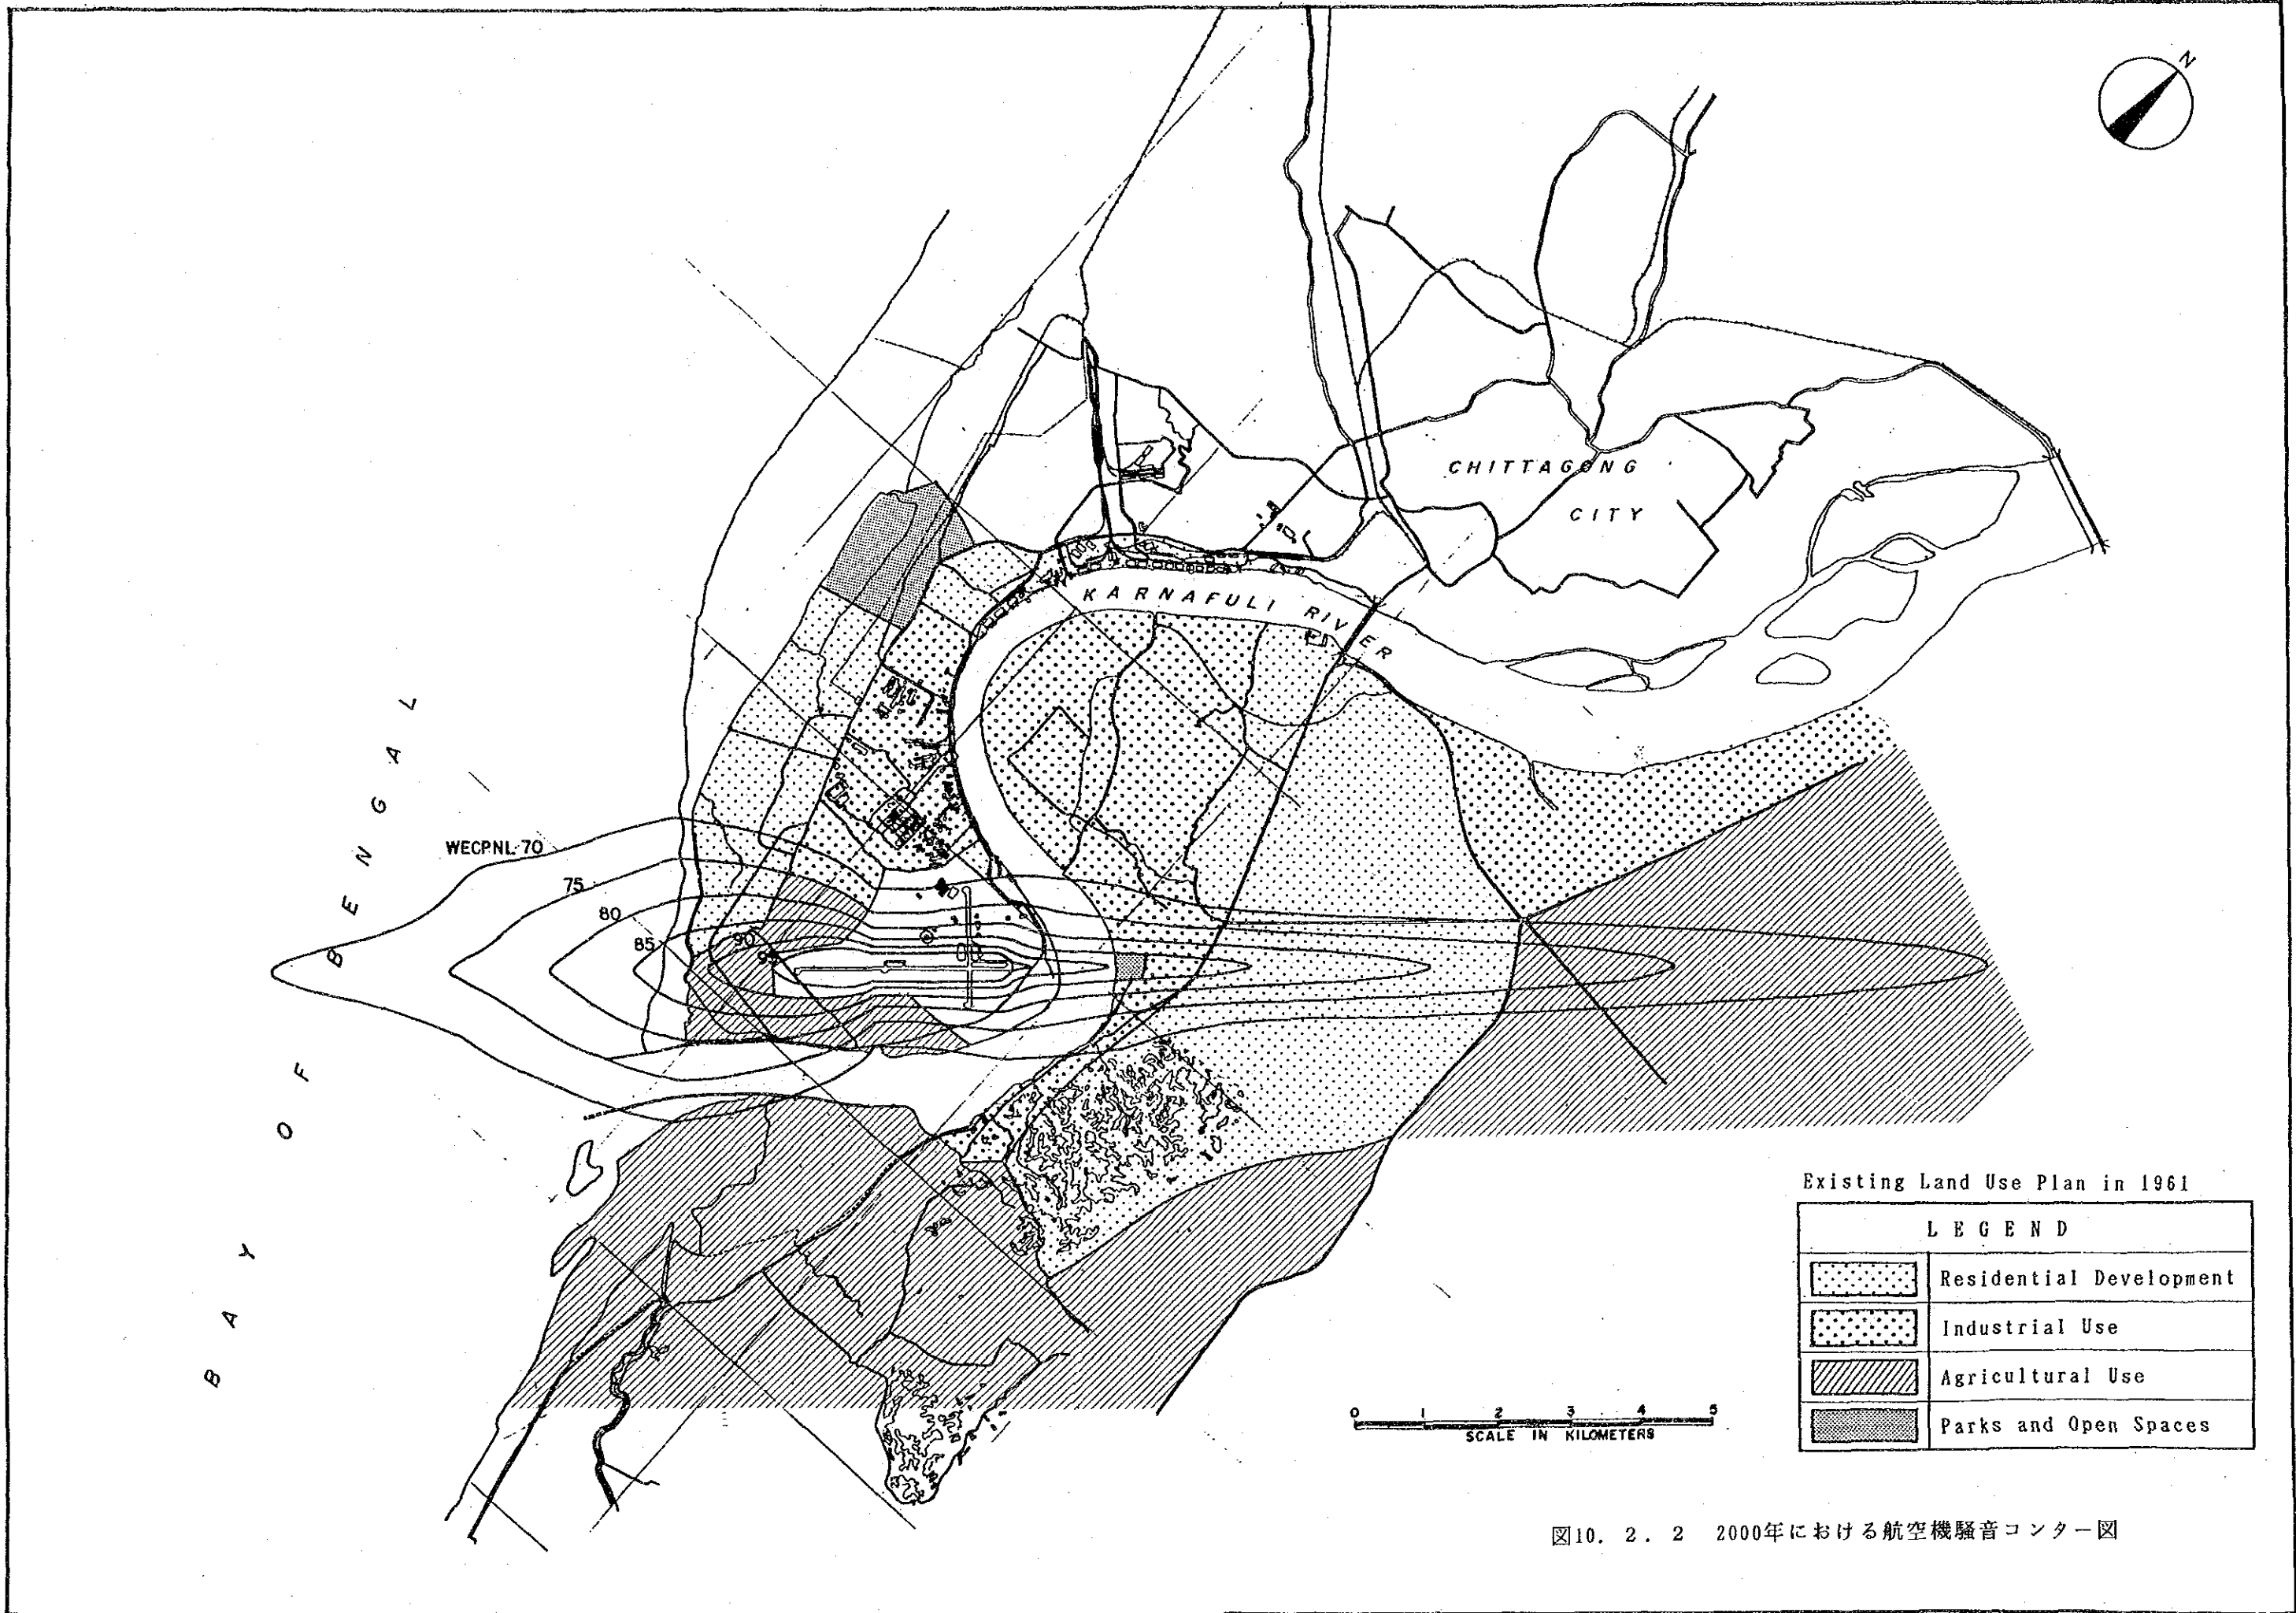 N
CHITTAGONG
CITY
KARNAFULI RIVER
BAY OF BENGAL
WECPNL 70
75
80
85
90
95
Existing Land Use Plan in 1961
LEGEND
Residential Development
Industrial Use
Agricultural Use
Parks and Open Spaces
0 1 2 3 4 5
SCALE IN KILOMETERS
図10．2．2 2000年における航空機騒音コンター図